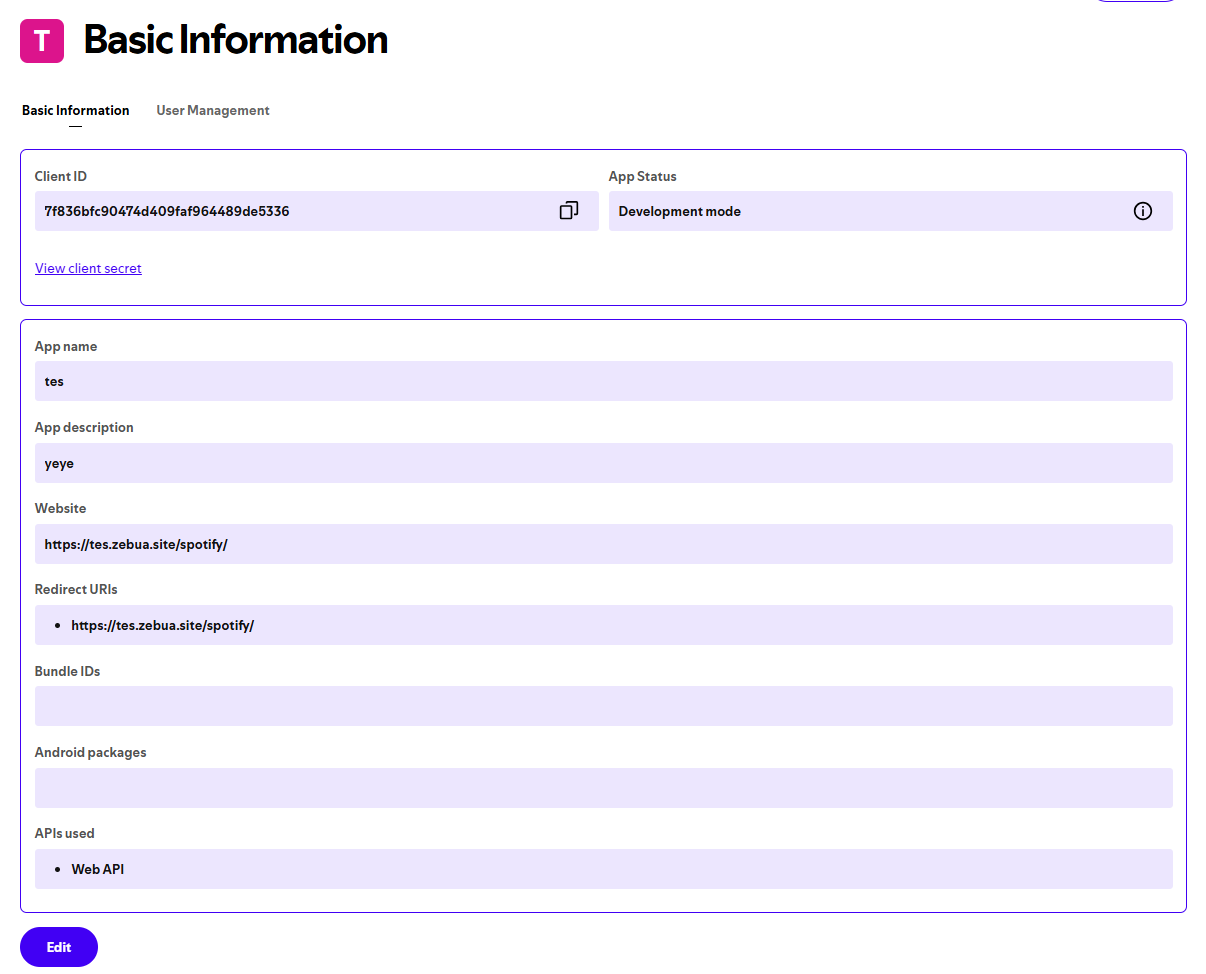 T
Basic Information
Basic Information User Management
Client ID App Status
7f836bfc90474d409faf964489de5336 Development mode
View client secret
App name
tes
App description
yeye
Website
https://tes.zebua.site/spotify/
Redirect URIs
• https://tes.zebua.site/spotify/
Bundle IDs
Android packages
APIs used
• Web API
Edit